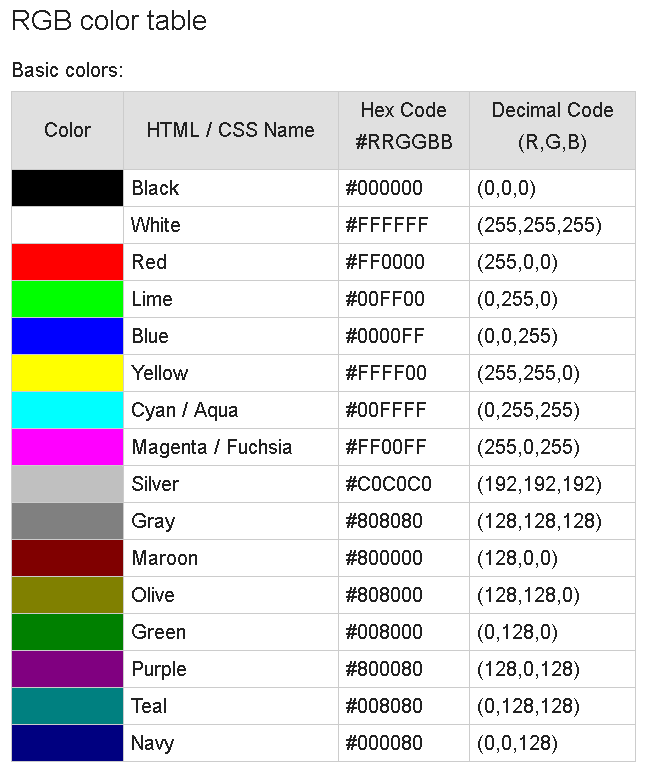 RGB color table
Basic colors:
Color HTML / CSS Name Hex Code #RRGGBB Decimal Code (R,G,B)
Black #000000 (0,0,0)
White #FFFFFF (255,255,255)
Red #FF0000 (255,0,0)
Lime #00FF00 (0,255,0)
Blue #0000FF (0,0,255)
Yellow #FFFF00 (255,255,0)
Cyan / Aqua #00FFFF (0,255,255)
Magenta / Fuchsia #FF00FF (255,0,255)
Silver #C0C0C0 (192,192,192)
Gray #808080 (128,128,128)
Maroon #800000 (128,0,0)
Olive #808000 (128,128,0)
Green #008000 (0,128,0)
Purple #800080 (128,0,128)
Teal #008080 (0,128,128)
Navy #000080 (0,0,128)